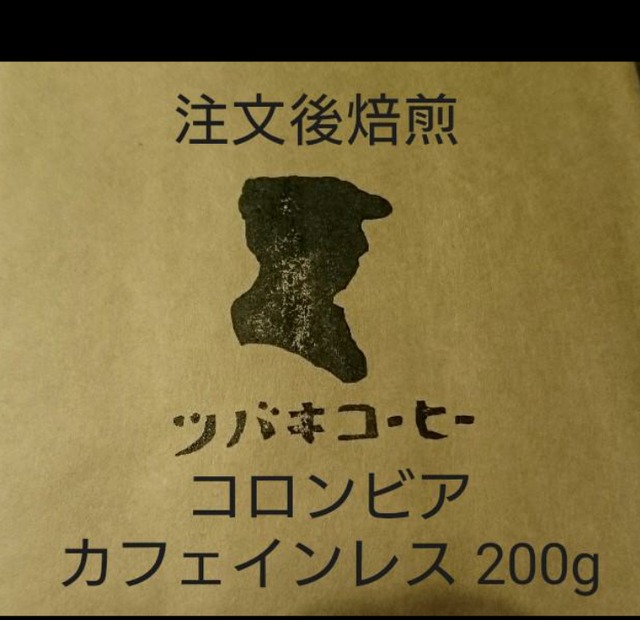 注文後焙煎
ツバキコーヒー
コロンビア
カフェインレス 200g